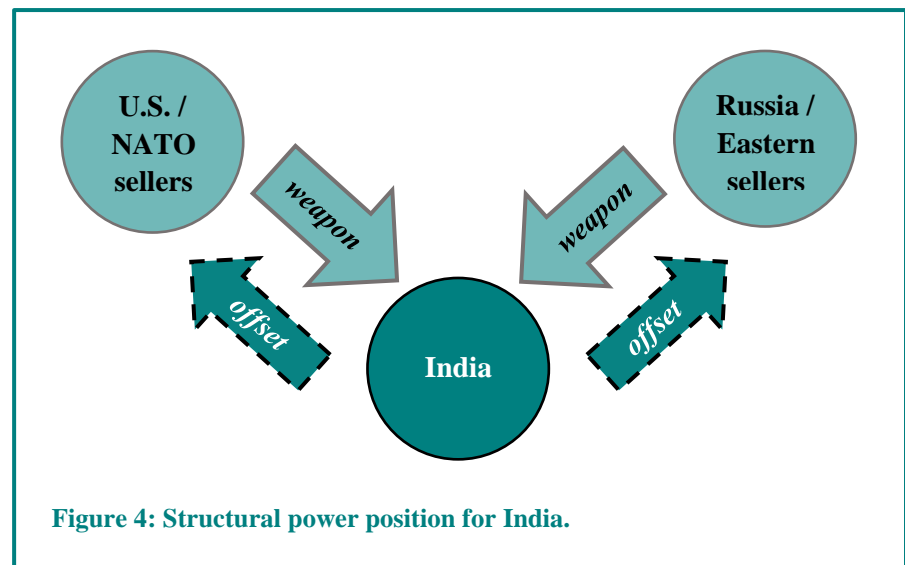 U.S. /
NATO
sellers
Russia /
Eastern
sellers
weapon
weapon
offset
offset
India
Figure 4: Structural power position for India.